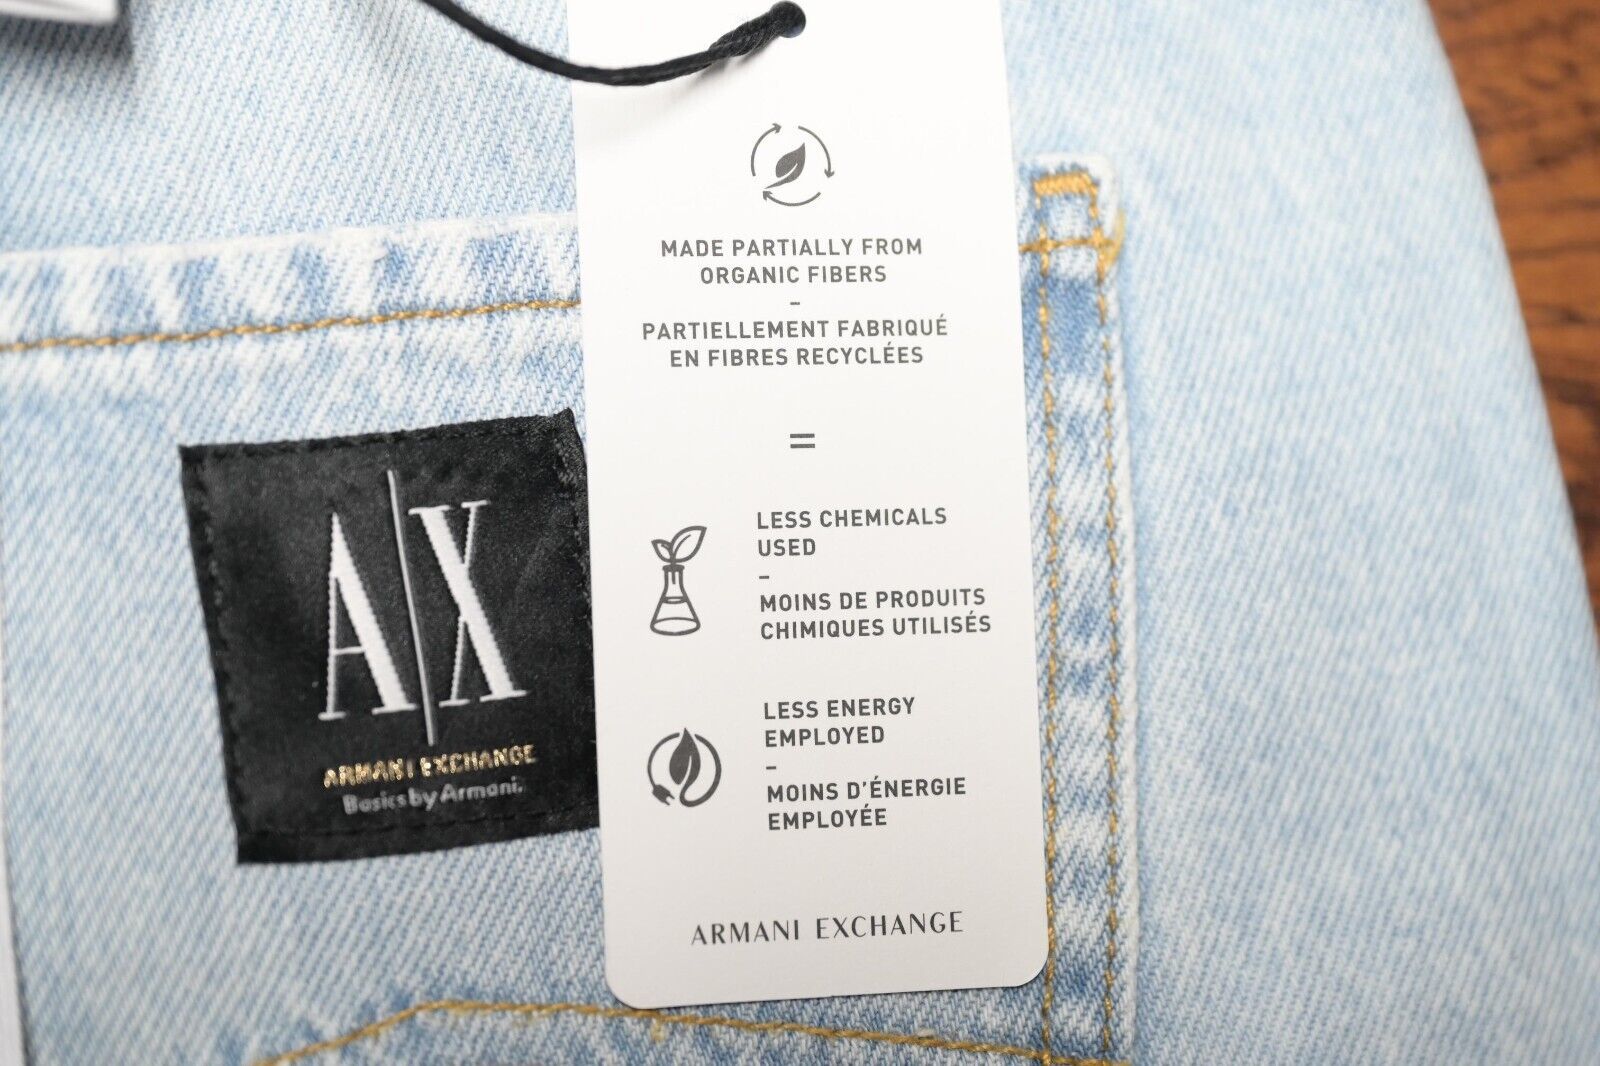 MADE PARTIALLY FROM
ORGANIC FIBERS
–
PARTIELLEMENT FABRIQUÉ
EN FIBRES RECYCLÉES
=
LESS CHEMICALS
USED
–
MOINS DE PRODUITS
CHIMIQUES UTILISÉS
LESS ENERGY
EMPLOYED
–
MOINS D'ÉNERGIE
EMPLOYÉE
ARMANI EXCHANGE
A|X
ARMANI EXCHANGE
Basics by Armani.